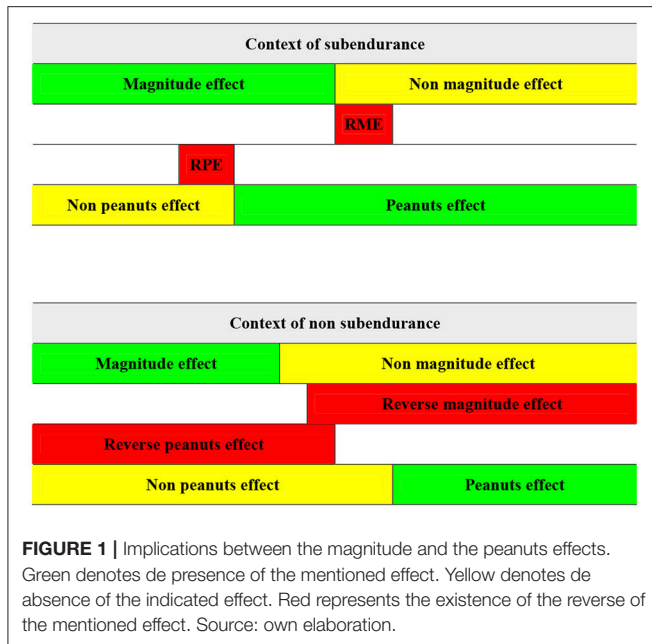 Context of subendurance
Magnitude effect Non magnitude effect
RME
RPE
Non peanuts effect Peanuts effect
Context of non subendurance
Magnitude effect Non magnitude effect
Reverse magnitude effect
Reverse peanuts effect
Non peanuts effect Peanuts effect
FIGURE 1 | Implications between the magnitude and the peanuts effects.
Green denotes de presence of the mentioned effect. Yellow denotes de
absence of the indicated effect. Red represents the existence of the reverse of
the mentioned effect. Source: own elaboration.